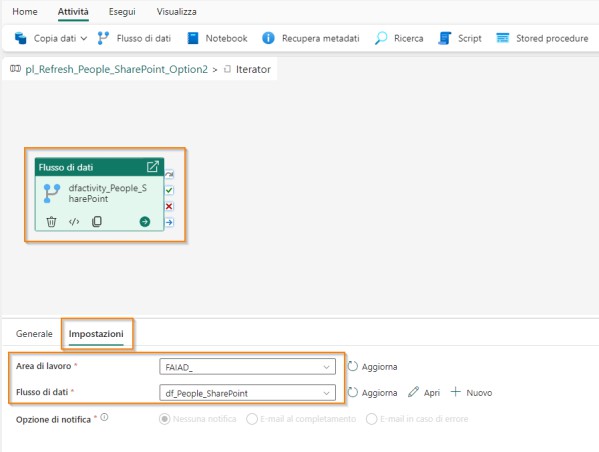 Home Attività Esegui Visualizza
Copia dati Flusso di dati Notebook Recupera metadati Ricerca Script Stored procedure
pl_Refresh_People_SharePoint_Option2 > Iterator
Flusso di dati
dfactivity_People_S
harePoint
Generale Impostazioni
Area di lavoro * FAIAD_ Aggiorna
Flusso di dati * df_People_SharePoint Aggiorna Apri Nuovo
Opzione di notifica * Nessuna notifica E-mail al completamento E-mail in caso di errore